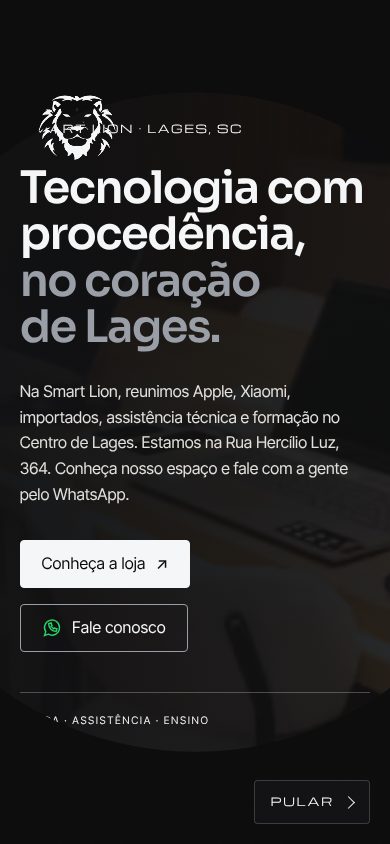 LION · LAGES, SC
Tecnologia com
procedência,
no coração
de Lages.
Na Smart Lion, reunimos Apple, Xiaomi,
importados, assistência técnica e formação no
Centro de Lages. Estamos na Rua Hercílio Luz,
364. Conheça nosso espaço e fale com a gente
pelo WhatsApp.
Conheça a loja
Fale conosco
· ASSISTÊNCIA · ENSINO
PULAR